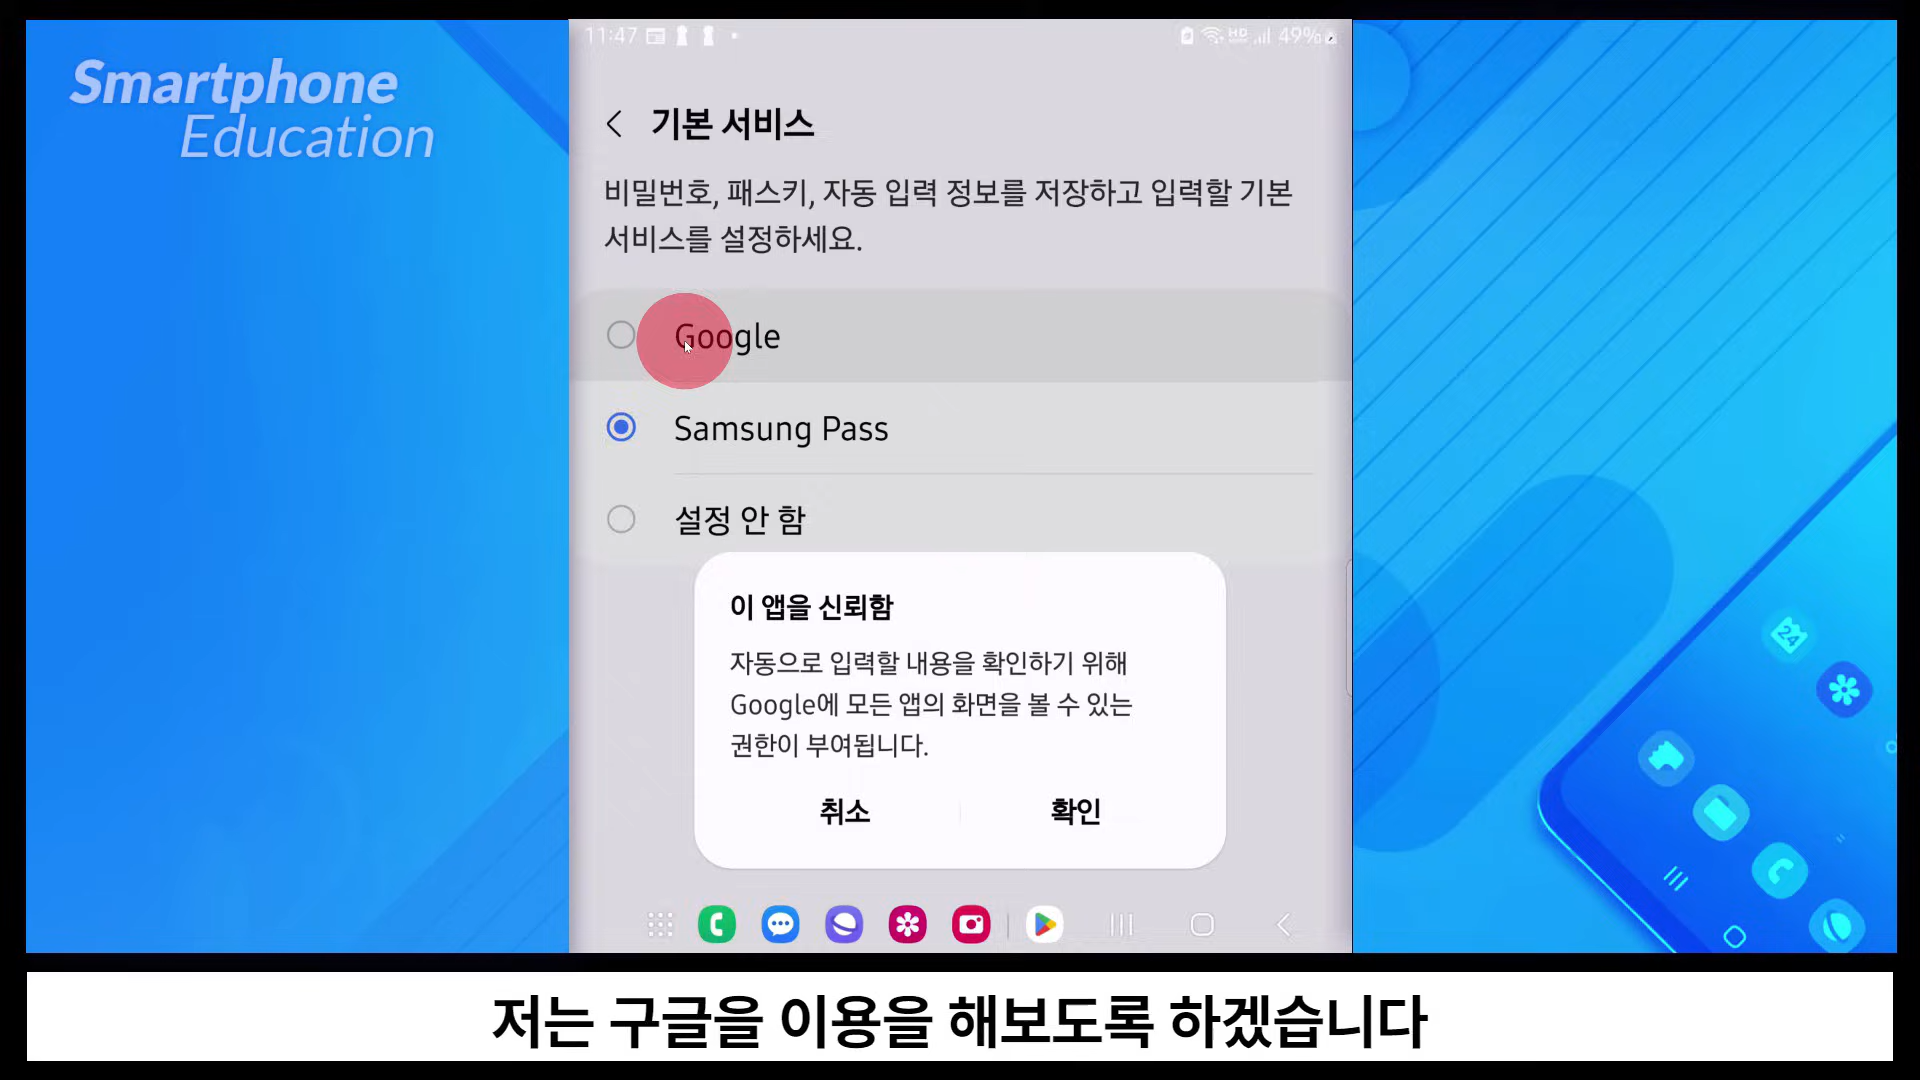 Smartphone
Education
11:47
HD
49%
기본 서비스
비밀번호, 패스키, 자동 입력 정보를 저장하고 입력할 기본
서비스를 설정하세요.
Google
Samsung Pass
설정 안 함
이 앱을 신뢰함
자동으로 입력할 내용을 확인하기 위해
Google에 모든 앱의 화면을 볼 수 있는
권한이 부여됩니다.
취소
확인
24
저는 구글을 이용을 해보도록 하겠습니다